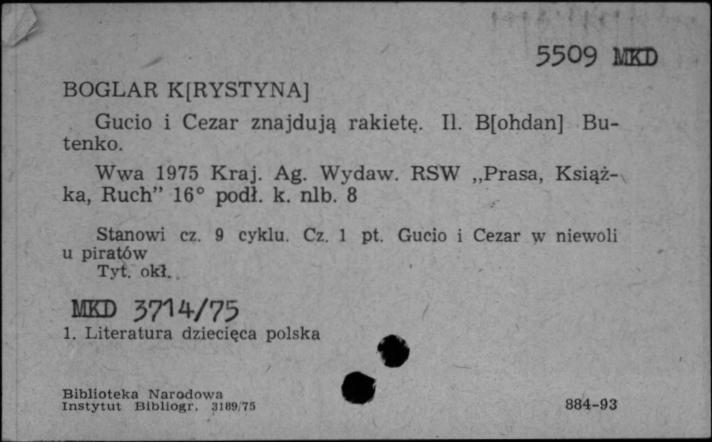 5509 MKD
BOGLAR K[RYSTYNA]
Gucio i Cezar znajdują rakietę. Il. B[ohdan] Bu-
tenko.
Wwa 1975 Kraj. Ag. Wydaw. RSW „Prasa, Książ-
ka, Ruch” 16° podł. k. nlb. 8
Stanowi cz. 9 cyklu. Cz. 1 pt. Gucio i Cezar w niewoli
u piratów
Tyt. okł.
MKD 3714/75
1. Literatura dziecięca polska
Biblioteka Narodowa
Instytut Bibliogr. 3189/75
884-93